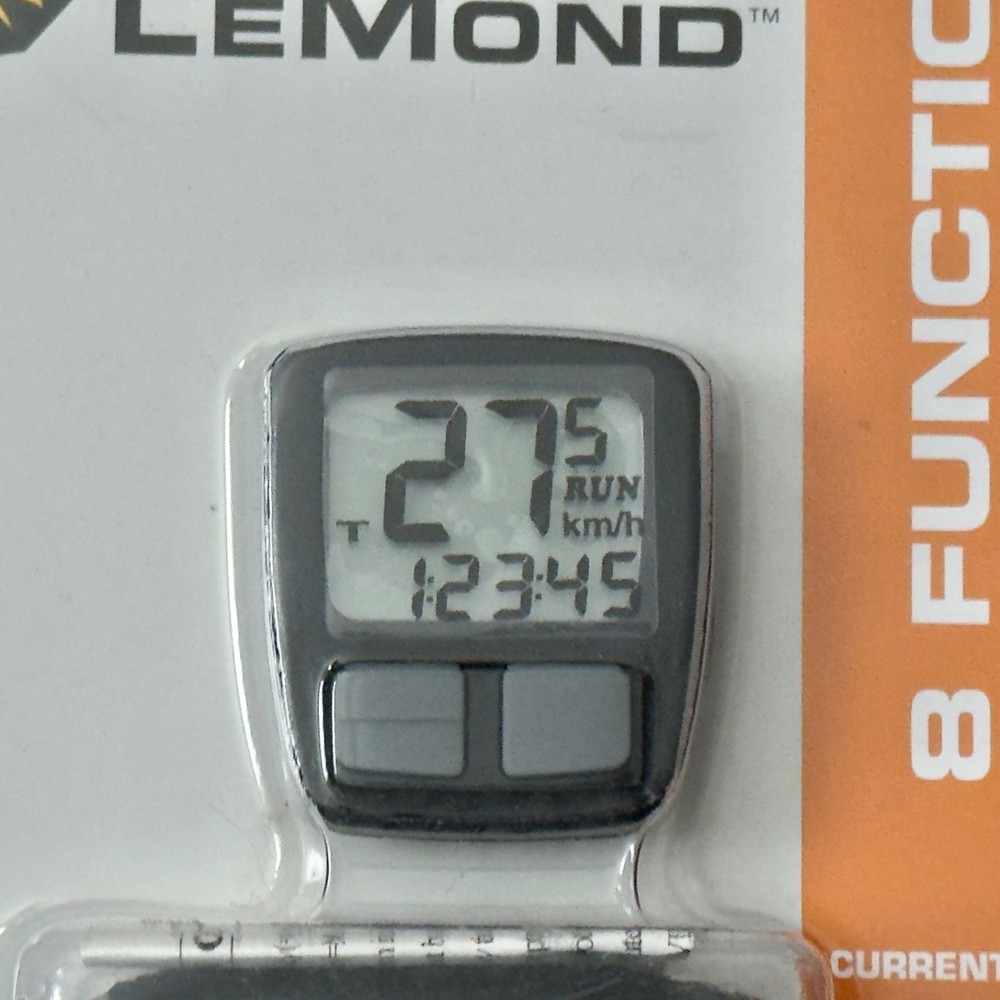 LEMOND™
8 FUNCTIO
27 5
RUN
km/h
T
1:23:45
CURRENT